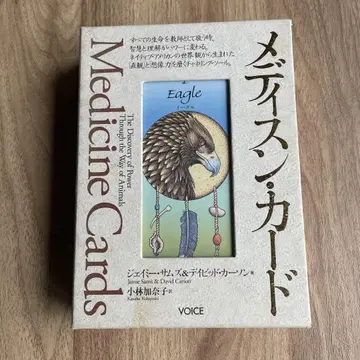 すべての生命を教師として敬う時、
智慧と理解がパワーに変わる。
ネイティブ・アメリカンの世界観から生まれた
「直観」と想像力を磨くチャネリング・ツール。
メディスン・カード
Medicine Cards
The Discovery of Power
Through the Way of Animals
Eagle
イーグル
ジェイミー・サムズ&デイビッド・カーソン 著
Jamie Sams & David Carson
小林加奈子 訳
Kanako Kobayashi
VOICE